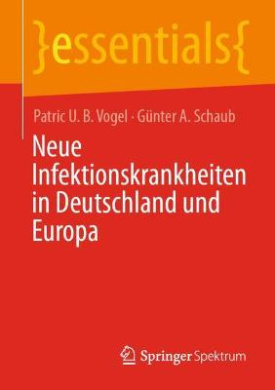 }essentials{
Patric U. B. Vogel · Günter A. Schaub
Neue
Infektionskrankheiten
in Deutschland und
Europa
Springer Spektrum